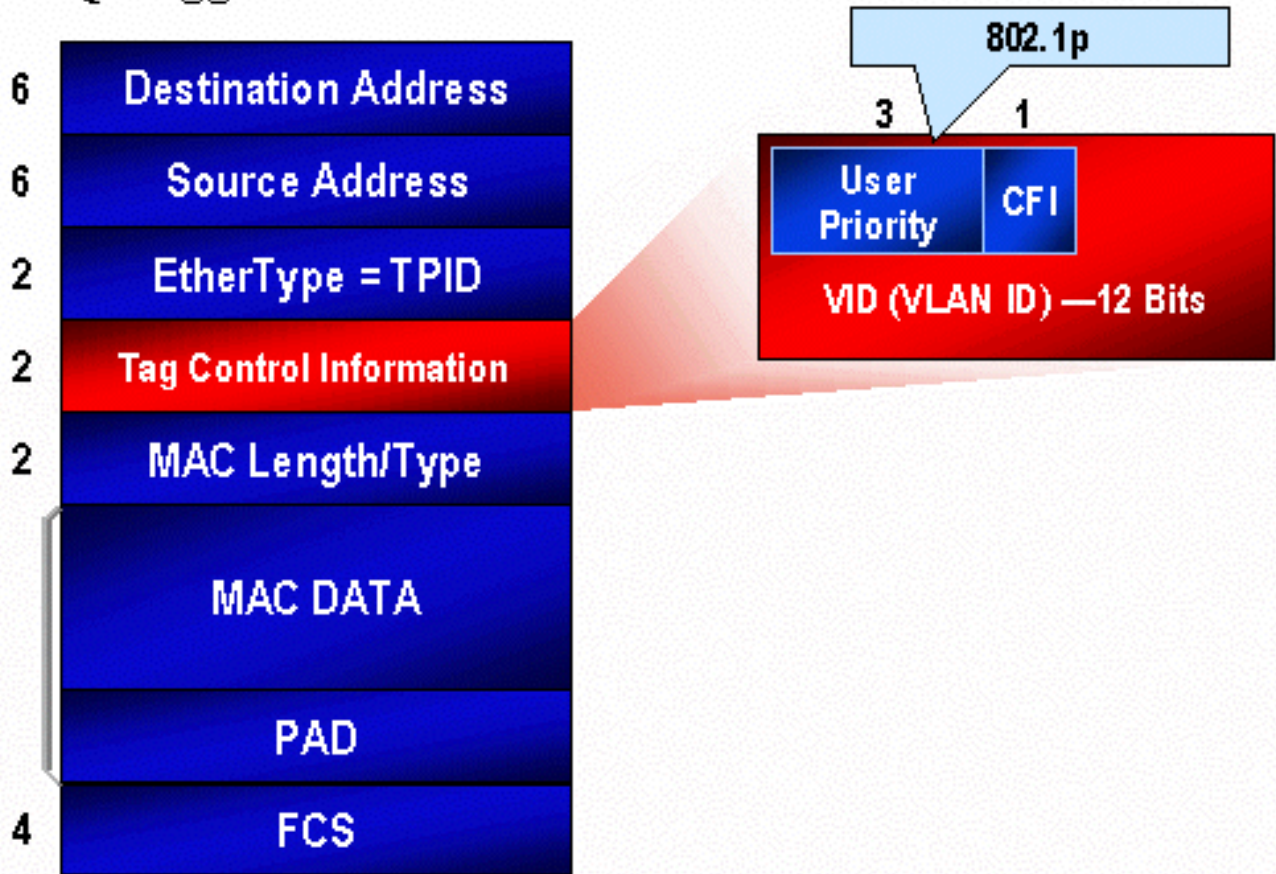 6 Destination Address
6 Source Address
2 EtherType = TPID
2 Tag Control Information
2 MAC Length/Type
MAC DATA
PAD
4 FCS
802.1p
3 1
User
Priority
CFI
VID (VLAN ID) —12 Bits